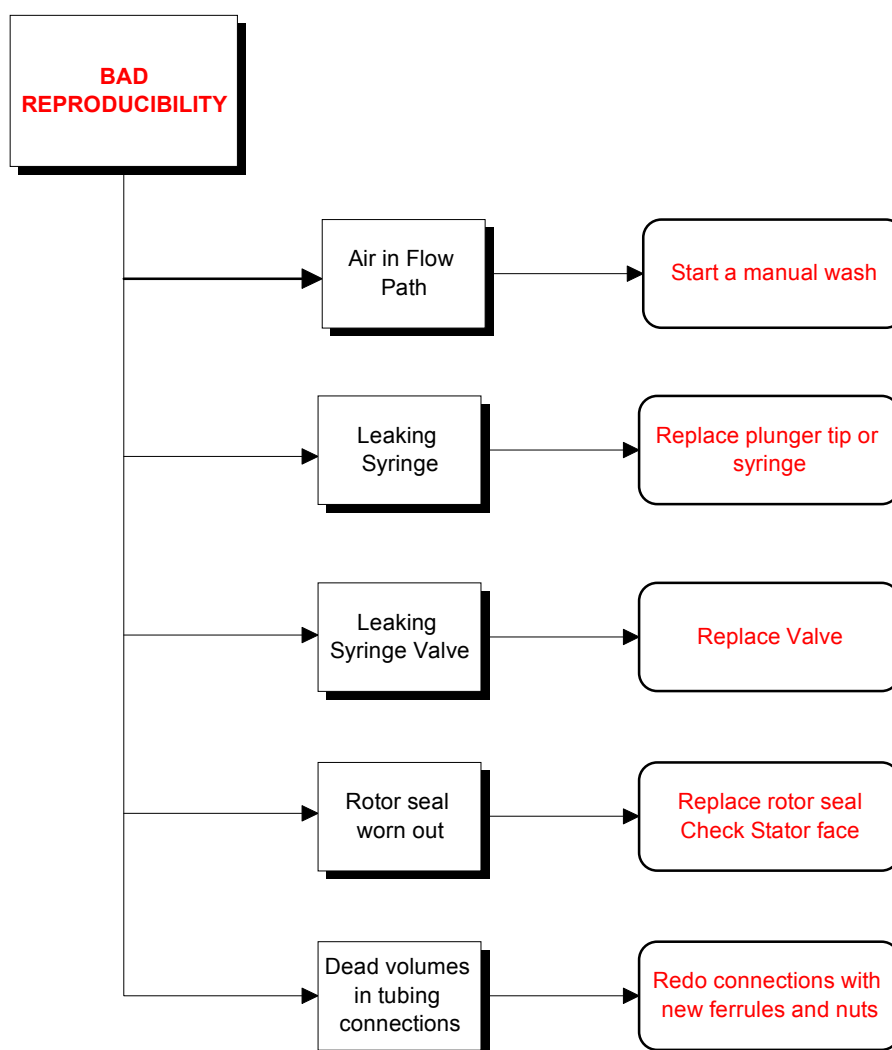 BAD
REPRODUCIBILITY
Air in Flow
Path
Start a manual wash
Leaking
Syringe
Replace plunger tip or
syringe
Leaking
Syringe Valve
Replace Valve
Rotor seal
worn out
Replace rotor seal
Check Stator face
Dead volumes
in tubing
connections
Redo connections with
new ferrules and nuts